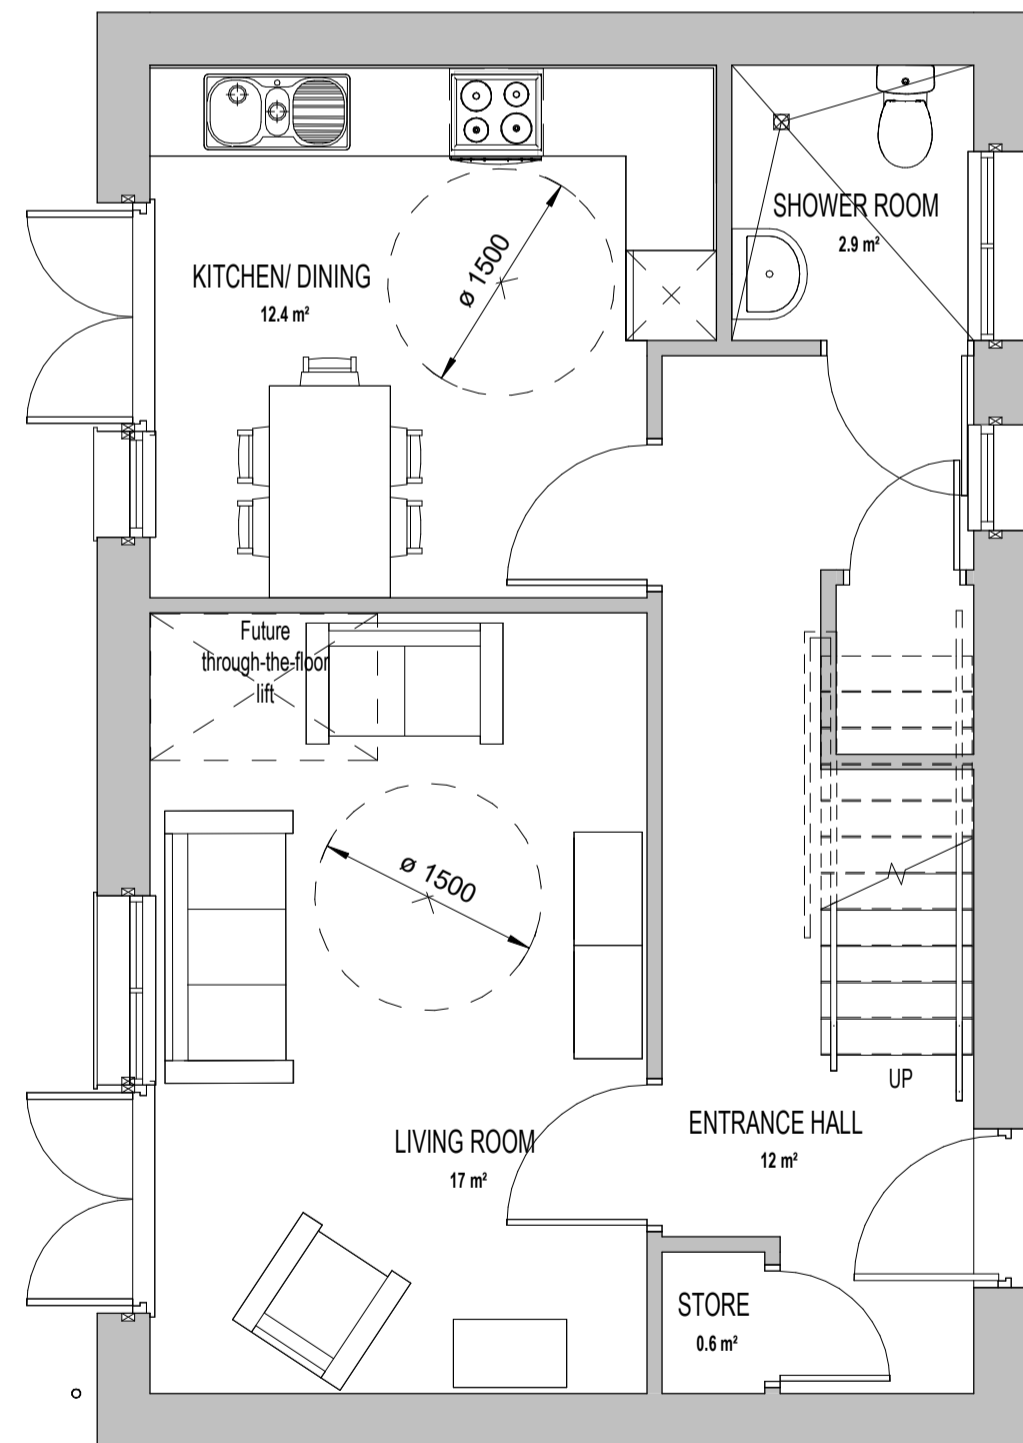 SHOWER ROOM
2.9 m²
KITCHEN/ DINING
12.4 m²
ø 1500
Future
through-the-floor
lift
ø 1500
UP
LIVING ROOM
17 m²
ENTRANCE HALL
12 m²
STORE
0.6 m²